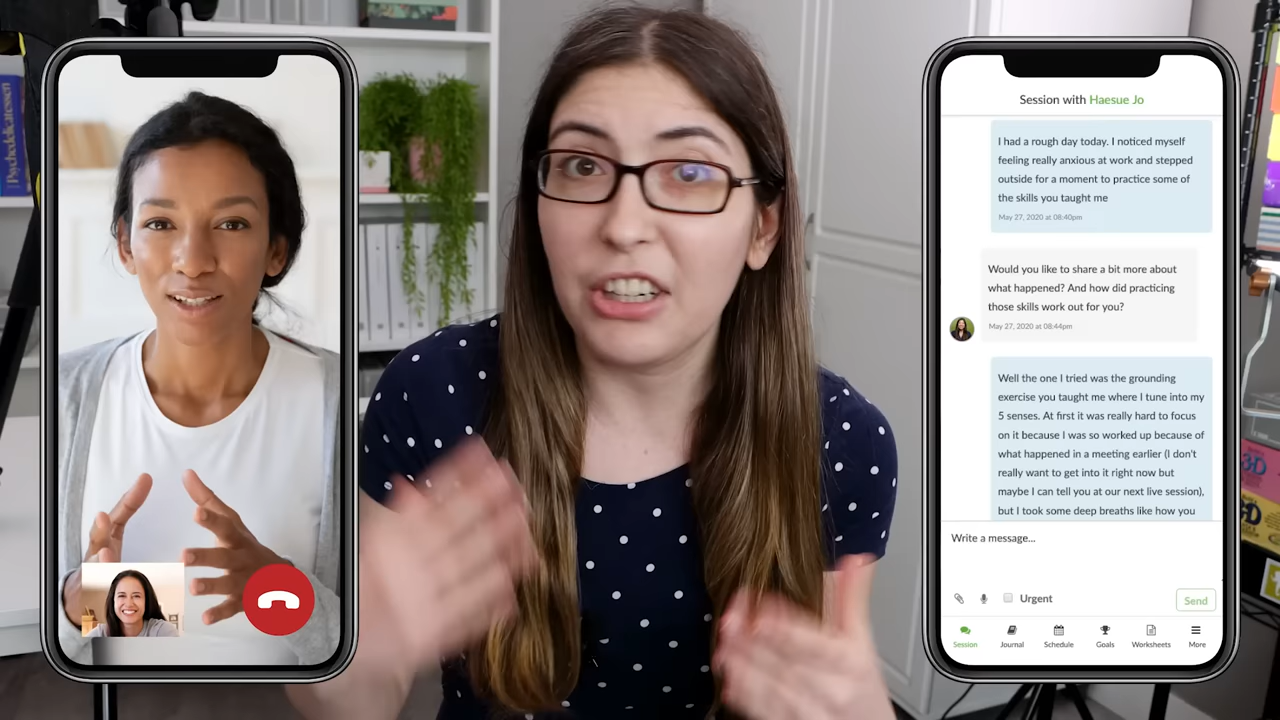 Psychedelicatessen
Session with Haesue Jo
I had a rough day today. I noticed myself
feeling really anxious at work and stepped
outside for a moment to practice some of
the skills you taught me
May 27, 2020 at 08:40pm
Would you like to share a bit more about
what happened? And how did practicing
those skills work out for you?
May 27, 2020 at 08:44pm
Well the one I tried was the grounding
exercise you taught me where I tune into my
5 senses. At first it was really hard to focus
on it because I was so worked up because of
what happened in a meeting earlier (I don't
really want to get into it right now but
maybe I can tell you at our next live session),
but I took some deep breaths like how you
Write a message...
Urgent
Send
Session
Journal
Schedule
Goals
Worksheets
More
3D